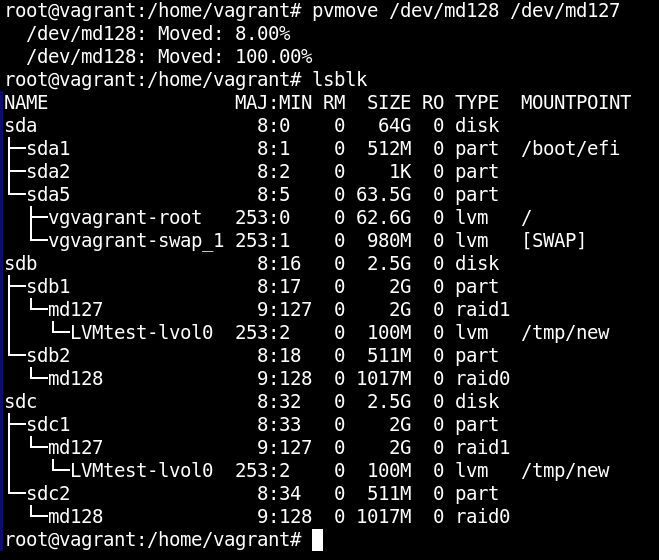 root@vagrant:/home/vagrant# pvmove /dev/md128 /dev/md127
  /dev/md128: Moved: 8.00%
  /dev/md128: Moved: 100.00%
root@vagrant:/home/vagrant# lsblk
NAME                 MAJ:MIN RM  SIZE RO TYPE  MOUNTPOINT
sda                    8:0    0   64G  0 disk
├─sda1                 8:1    0  512M  0 part  /boot/efi
├─sda2                 8:2    0    1K  0 part
└─sda5                 8:5    0 63.5G  0 part
  ├─vgvagrant-root   253:0    0 62.6G  0 lvm   /
  └─vgvagrant-swap_1 253:1    0  980M  0 lvm   [SWAP]
sdb                    8:16   0  2.5G  0 disk
├─sdb1                 8:17   0    2G  0 part
│ └─md127              9:127  0    2G  0 raid1
│   └─LVMtest-lvol0  253:2    0  100M  0 lvm   /tmp/new
└─sdb2                 8:18   0  511M  0 part
  └─md128              9:128  0 1017M  0 raid0
sdc                    8:32   0  2.5G  0 disk
├─sdc1                 8:33   0    2G  0 part
│ └─md127              9:127  0    2G  0 raid1
│   └─LVMtest-lvol0  253:2    0  100M  0 lvm   /tmp/new
└─sdc2                 8:34   0  511M  0 part
  └─md128              9:128  0 1017M  0 raid0
root@vagrant:/home/vagrant#